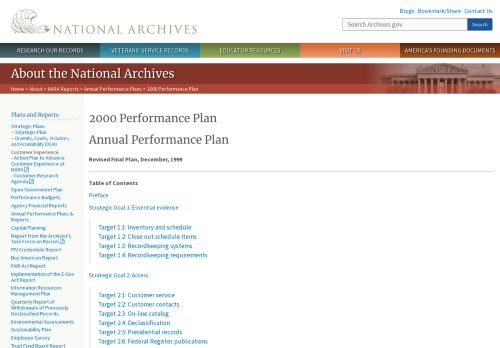 Blogs · Bookmark/Share · Contact Us
NATIONAL ARCHIVES
Search Archives.gov
Search
RESEARCH OUR RECORDS
VETERANS' SERVICE RECORDS
EDUCATOR RESOURCES
VISIT US
AMERICA'S FOUNDING DOCUMENTS
About the National Archives
Home > About > NARA Reports > Annual Performance Plans > 2000 Performance Plan
Plans and Reports
Strategic Plans
– Strategic Plan
– Diversity, Equity, Inclusion,
and Accessibility (DEIA)
Customer Experience
–Action Plan to Advance
Customer Experience at
NARA
–Customer Research
Agenda
Open Government Plan
Performance Budgets
Agency Financial Reports
Annual Performance Plans &
Reports
Capital Planning
Report from the Archivist's
Task Force on Racism
PIV Credentials Report
Buy American Report
FAIR Act Report
Implementation of the E-Gov
Act Report
Information Resources
Management Plan
Quarterly Report of
Withdrawals of Previously
Declassified Records
Environmental Assessments
Sustainability Plan
Employee Survey
Trust Fund Board Report
2000 Performance Plan
Annual Performance Plan
Revised Final Plan, December, 1999
Table of Contents
Preface
Strategic Goal 1: Essential evidence
Target 1.1: Inventory and schedule
Target 1.2: Close out schedule items
Target 1.3: Recordkeeping systems
Target 1.4: Recordkeeping requirements
Strategic Goal 2: Access
Target 2.1: Customer service
Target 2.2: Customer contacts
Target 2.3: On-line catalog
Target 2.4: Declassification
Target 2.5: Presidential records
Target 2.6: Federal Register publications